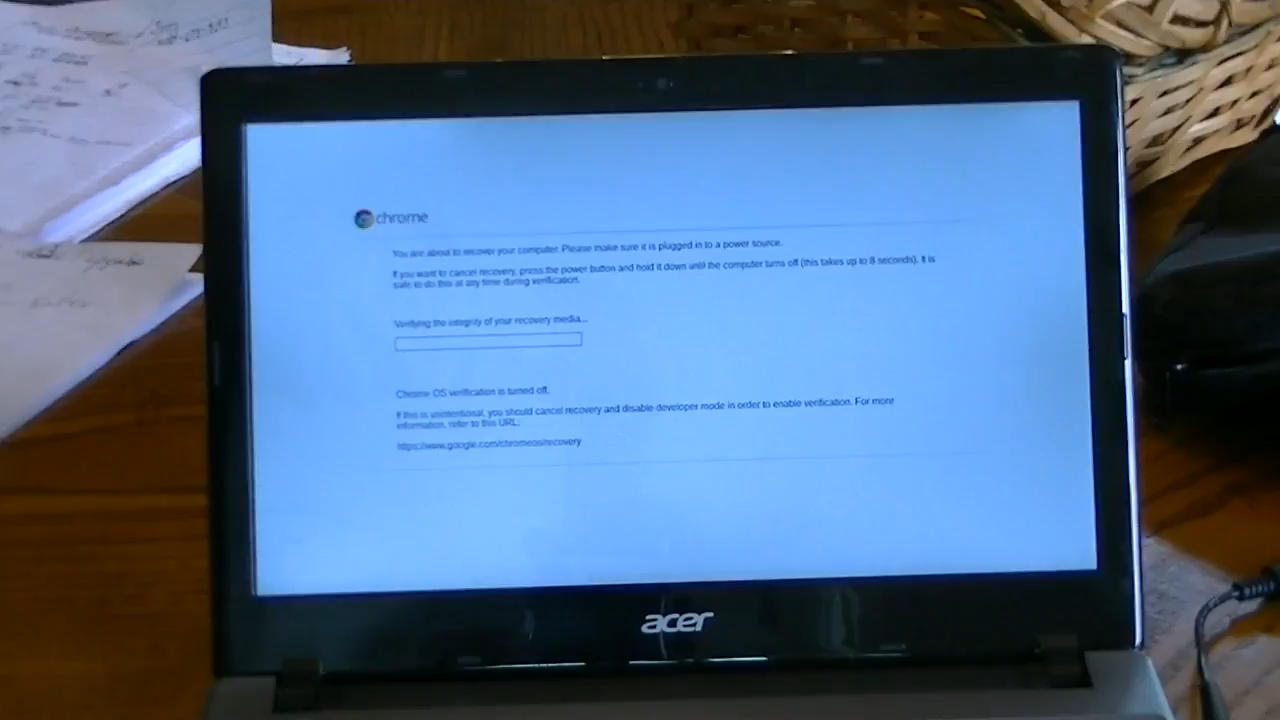 chrome
You are about to recover your computer. Please make sure it is plugged in to a power source.
If you want to cancel recovery, press the power button and hold it down until the computer turns off (this takes up to 8 seconds). It is
safe to do this at any time during verification.
Verifying the integrity of your recovery media...
Chrome OS verification is turned off.
If this is unintentional, you should cancel recovery and disable developer mode in order to enable verification. For more
information, refer to this URL:
https://www.google.com/chromeos/recovery
acer